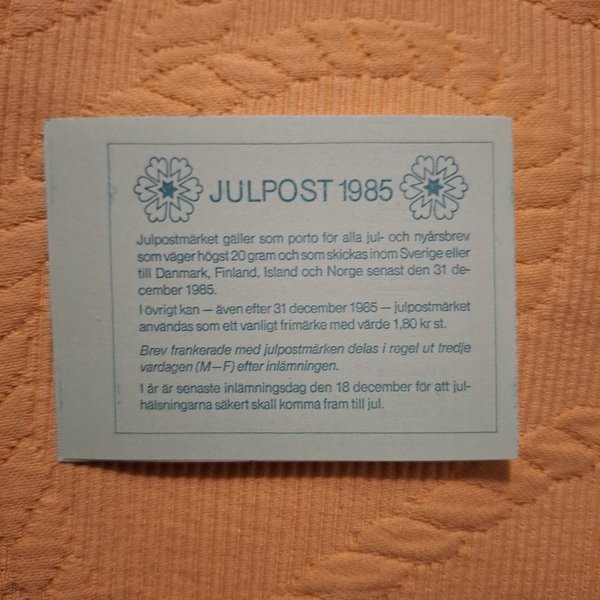 JULPOST 1985
Julpostmärket gäller som porto för alla jul- och nyårsbrev
som väger högst 20 gram och som skickas inom Sverige eller
till Danmark, Finland, Island och Norge senast den 31 de-
cember 1985.
I övrigt kan — även efter 31 december 1985 — julpostmärket
användas som ett vanligt frimärke med värde 1,80 kr st.
Brev frankerade med julpostmärken delas i regel ut tredje
vardagen (M—F) efter inlämningen.
I år är senaste inlämningsdag den 18 december för att jul-
hälsningarna säkert skall komma fram till jul.